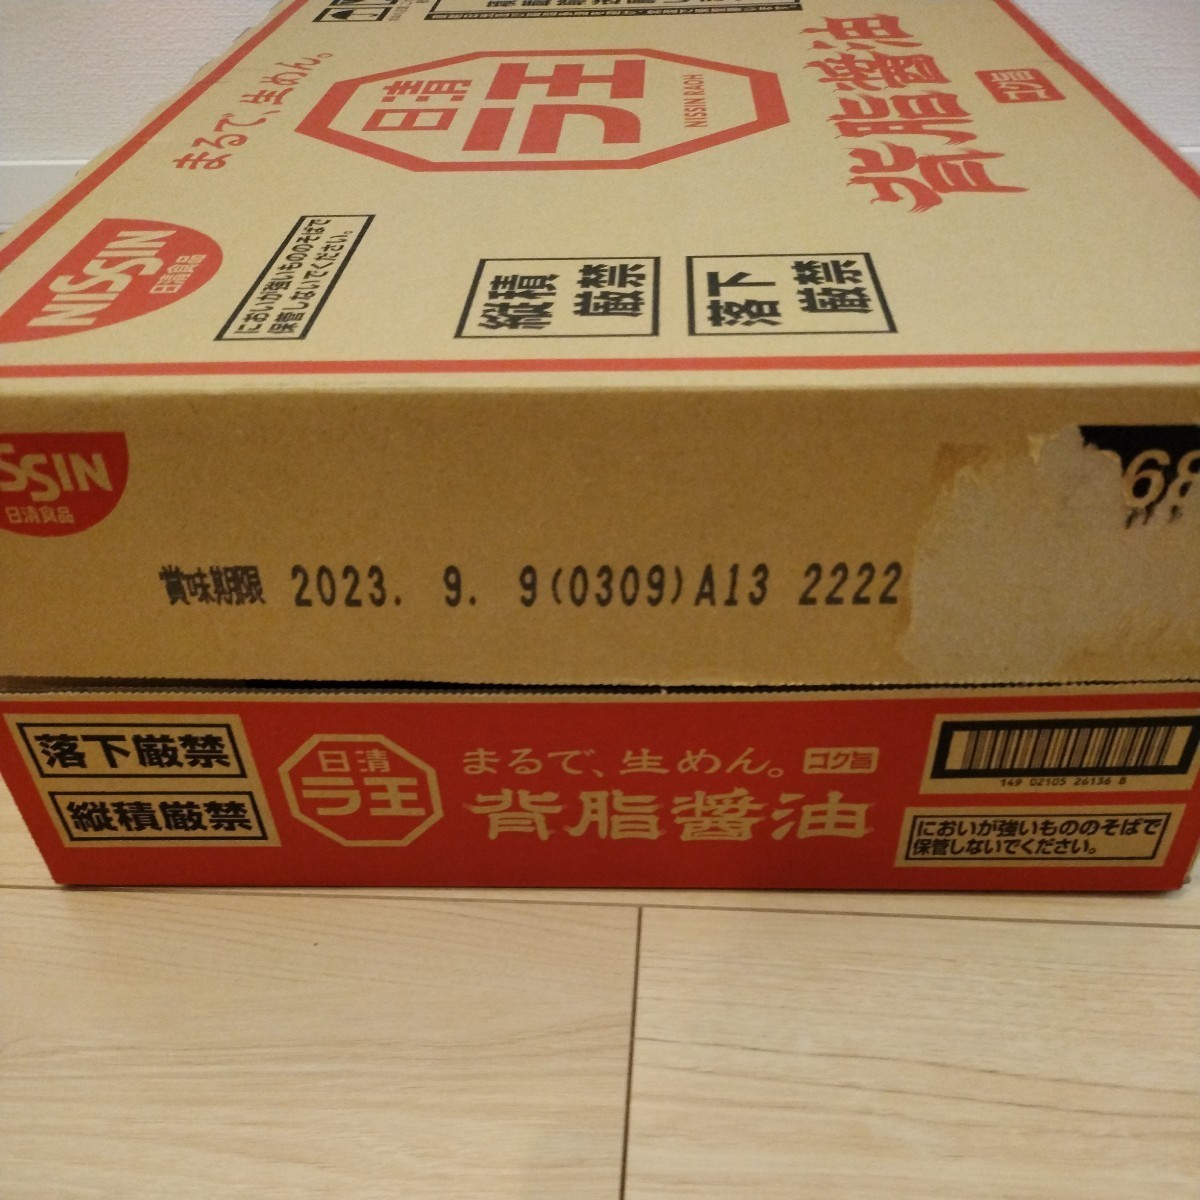 まるで、生めん。
日清
ラ王
NISSIN RAOH
背脂醤油
コク旨
NISSIN
日清食品
においが強いもののそばで
保管しないでください。
縦積
厳禁
落下
厳禁
SSIN
日清食品
賞味期限 2023. 9. 9(0309)A13 2222
落下厳禁
縦積厳禁
日清
ラ王
まるで、生めん。
コク旨
背脂醤油
149 02105 26136 8
においが強いもののそばで
保管しないでください。